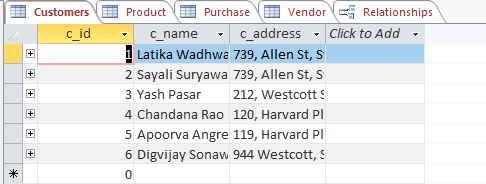 Customers Product Purchase Vendor Relationships
c_id c_name c_address Click to Add
1 Latika Wadhwa 739, Allen St, S
2 Sayali Suryawa 739, Allen St, S
3 Yash Pasar 212, Westcott S
4 Chandana Rao 120, Harvard Pl
5 Apoorva Angre 119, Harvard Pl
6 Digvijay Sonaw 944 Westcott, S
0